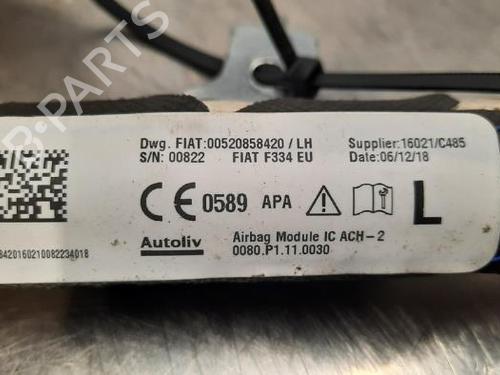 B-PARTS
Dwg. FIAT:00520858420 / LH
Supplier:16021/C485
S/N: 00822 FIAT F334 EU
Date:06/12/18
CE 0589 APA
L
Autoliv
Airbag Module IC ACH-2
0080.P1.11.0030
8420160210082234018